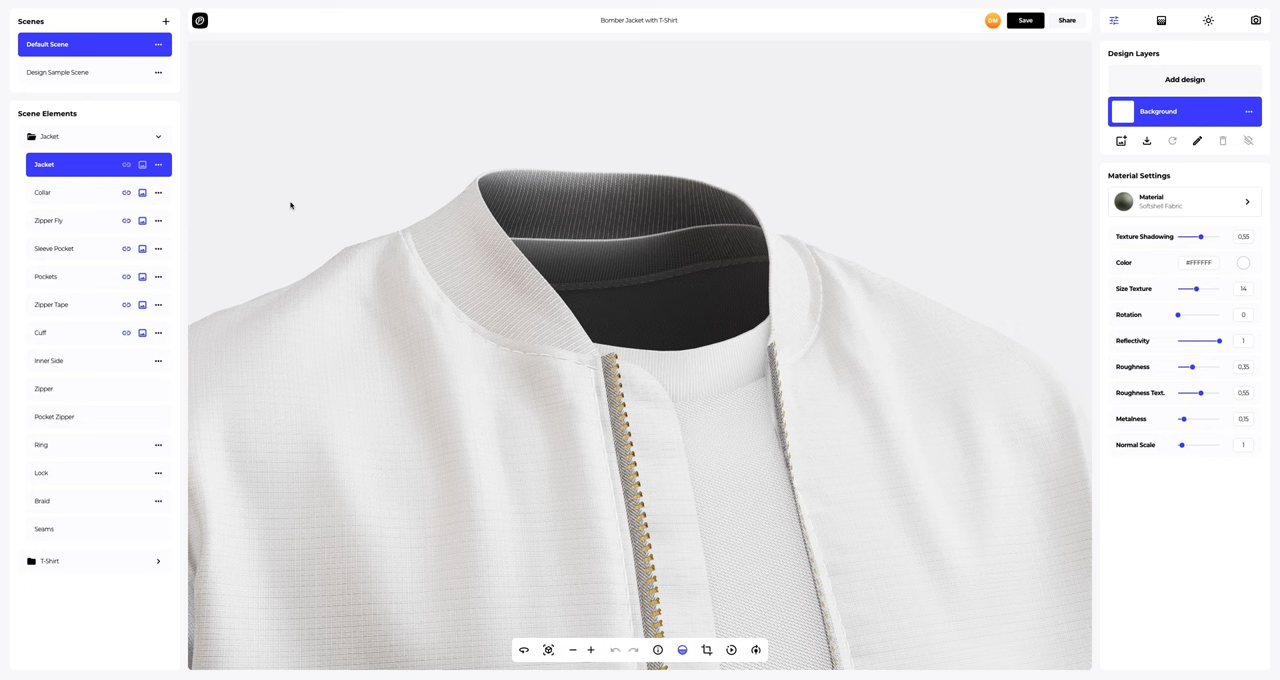 Scenes
Default Scene
Design Sample Scene
Scene Elements
Jacket
Jacket
Collar
Zipper Fly
Sleeve Pocket
Pockets
Zipper Tape
Cuff
Inner Side
Zipper
Pocket Zipper
Ring
Lock
Braid
Seams
T-Shirt
Bomber Jacket with T-Shirt
DM
Save
Share
Design Layers
Add design
Background
Material Settings
Material
Softshell Fabric
Texture Shadowing 0,55
Color #FFFFFF
Size Texture 14
Rotation 0
Reflectivity 1
Roughness 0,35
Roughness Text. 0,55
Metalness 0,15
Normal Scale 1